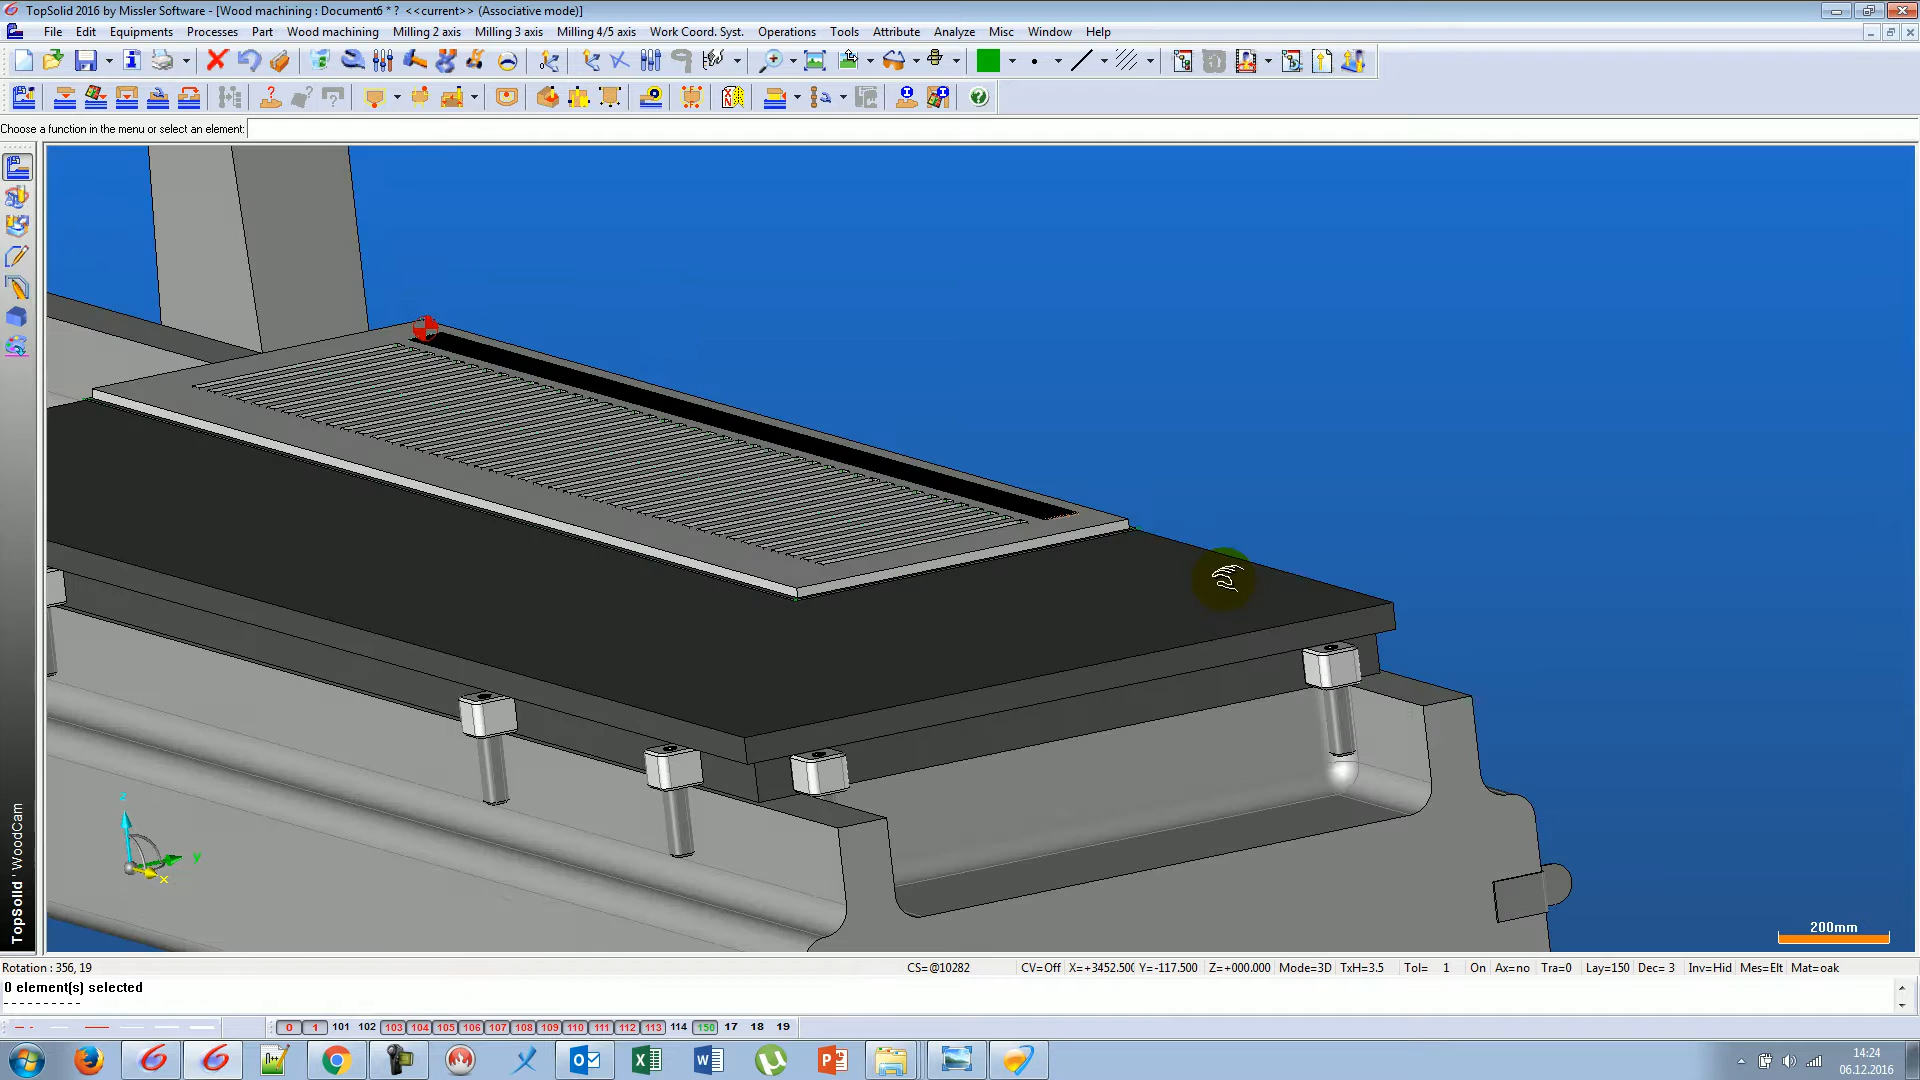 TopSolid 2016 by Missler Software - [Wood machining : Document6 * ?  <<current>> (Associative mode)]
File Edit Equipments Processes Part Wood machining Milling 2 axis Milling 3 axis Milling 4/5 axis Work Coord. Syst. Operations Tools Attribute Analyze Misc Window Help
Choose a function in the menu or select an element:
z
y
x
TopSolid'WoodCam
200mm
Rotation : 356, 19 CS=@10282 CV=Off X=+3452.500 Y=-117.500 Z=+000.000 Mode=3D TxH=3.5 Tol= 1 On Ax=no Tra=0 Lay=150 Dec= 3 Inv=Hid Mes=Elt Mat=oak
0 element(s) selected
----------
0 1 101 102 103 104 105 106 107 108 109 110 111 112 113 114 150 17 18 19
14:24
06.12.2016